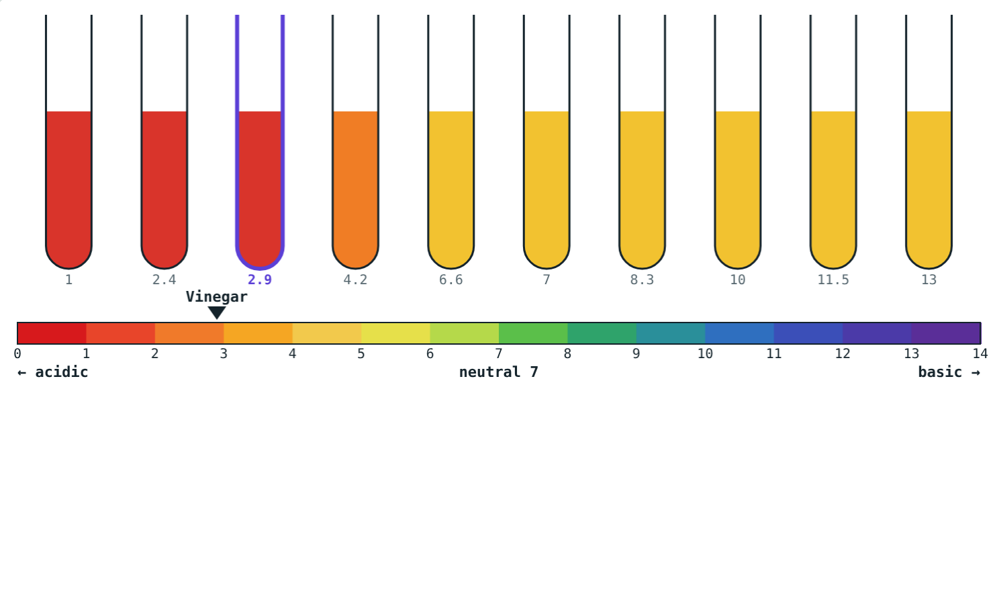 1 2.4 2.9 4.2 6.6 7 8.3 10 11.5 13
Vinegar
0 1 2 3 4 5 6 7 8 9 10 11 12 13 14
← acidic neutral 7 basic →